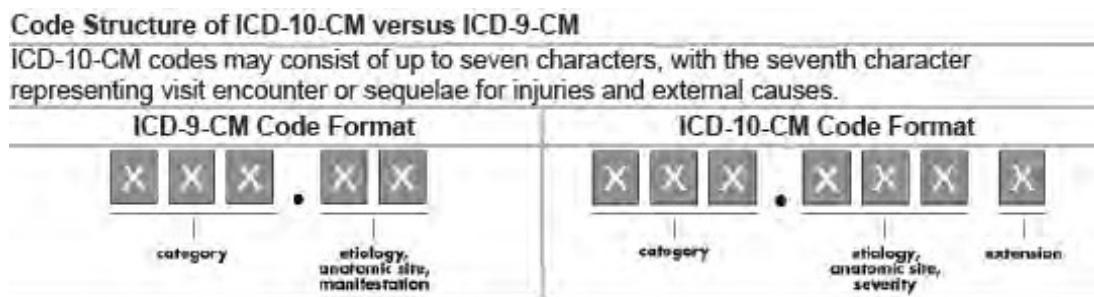 Code Structure of ICD-10-CM versus ICD-9-CM
ICD-10-CM codes may consist of up to seven characters, with the seventh character
representing visit encounter or sequelae for injuries and external causes.
ICD-9-CM Code Format
X X X . X X
category
etiology,
anatomic site,
manifestation
ICD-10-CM Code Format
X X X . X X X X
category
etiology,
anatomic site,
severity
extension